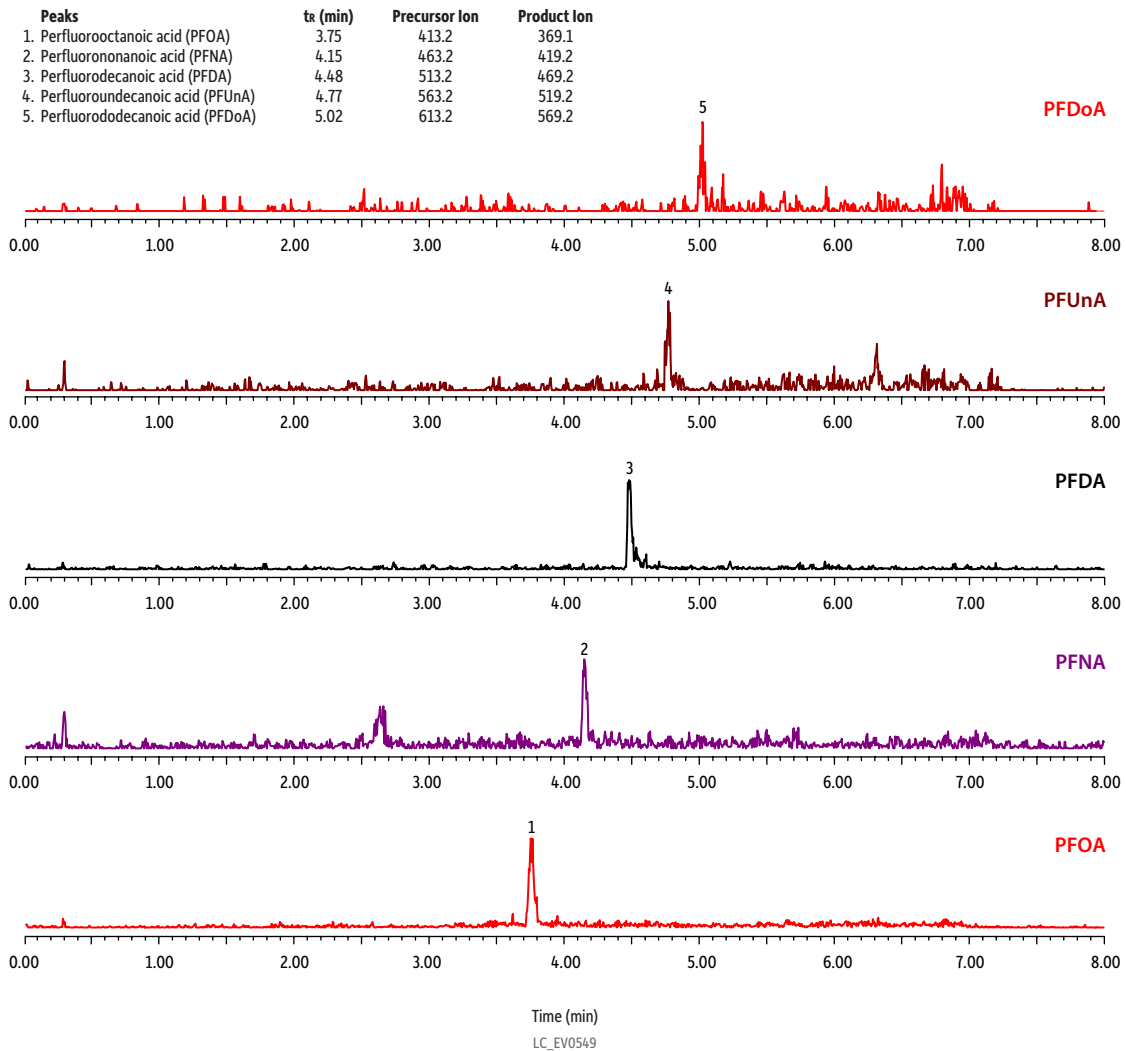 Peaks tR (min) Precursor Ion Product Ion
1. Perfluorooctanoic acid (PFOA) 3.75 413.2 369.1
2. Perfluorononanoic acid (PFNA) 4.15 463.2 419.2
3. Perfluorodecanoic acid (PFDA) 4.48 513.2 469.2
4. Perfluoroundecanoic acid (PFUnA) 4.77 563.2 519.2
5. Perfluorododecanoic acid (PFDoA) 5.02 613.2 569.2
5
PFDoA
0.00 1.00 2.00 3.00 4.00 5.00 6.00 7.00 8.00
4
PFUnA
0.00 1.00 2.00 3.00 4.00 5.00 6.00 7.00 8.00
3
PFDA
0.00 1.00 2.00 3.00 4.00 5.00 6.00 7.00 8.00
2
PFNA
0.00 1.00 2.00 3.00 4.00 5.00 6.00 7.00 8.00
1
PFOA
0.00 1.00 2.00 3.00 4.00 5.00 6.00 7.00 8.00
Time (min)
LC_EV0549